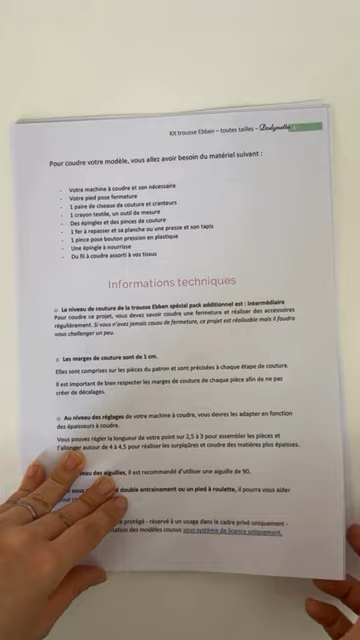 Kit trousse Ebben – toutes tailles –
Pour coudre votre modèle, vous allez avoir besoin du matériel suivant :
- Votre machine à coudre et son nécessaire
- Votre pied pose fermeture
- 1 paire de ciseaux de couture et cranteurs
- 1 crayon textile, un outil de mesure
- Des épingles et des pinces de couture
- 1 fer à repasser et sa planche ou une presse et son tapis
- 1 pince pose bouton pression en plastique
- Une épingle à nourrisse
- Du fil à coudre assorti à vos tissus
Informations techniques
o Le niveau de couture de la trousse Ebben spécial pack additionnel est : Intermédiaire
Pour coudre ce projet, vous devez savoir coudre une fermeture et réaliser des accessoires
régulièrement. Si vous n'avez jamais cousu de fermeture, ce projet est réalisable mais il faudra
vous challenger un peu.
o Les marges de couture sont de 1 cm.
Elles sont comprises sur les pièces du patron et sont précisées à chaque étape de couture
Il est important de bien respecter les marges de couture de chaque pièce afin de ne pas
créer de décalages.
o Au niveau des réglages de votre machine à coudre, vous devrez les adapter en fonction
des épaisseurs à coudre.
Vous pouvez régler la longueur de votre point sur 2,5 à 3 pour assembler les pièces et
l'allonger autour de 4 à 4,5 pour réaliser les surpiqûres et coudre des matières plus épaisses.
des aiguilles, il est recommandé d'utiliser une aiguille de 90.
double entrainement ou un pied à roulette, il pourra vous aider
protégé - réservé à un usage dans le cadre privé uniquement -
des modèles cousus sous système de licence uniquement.